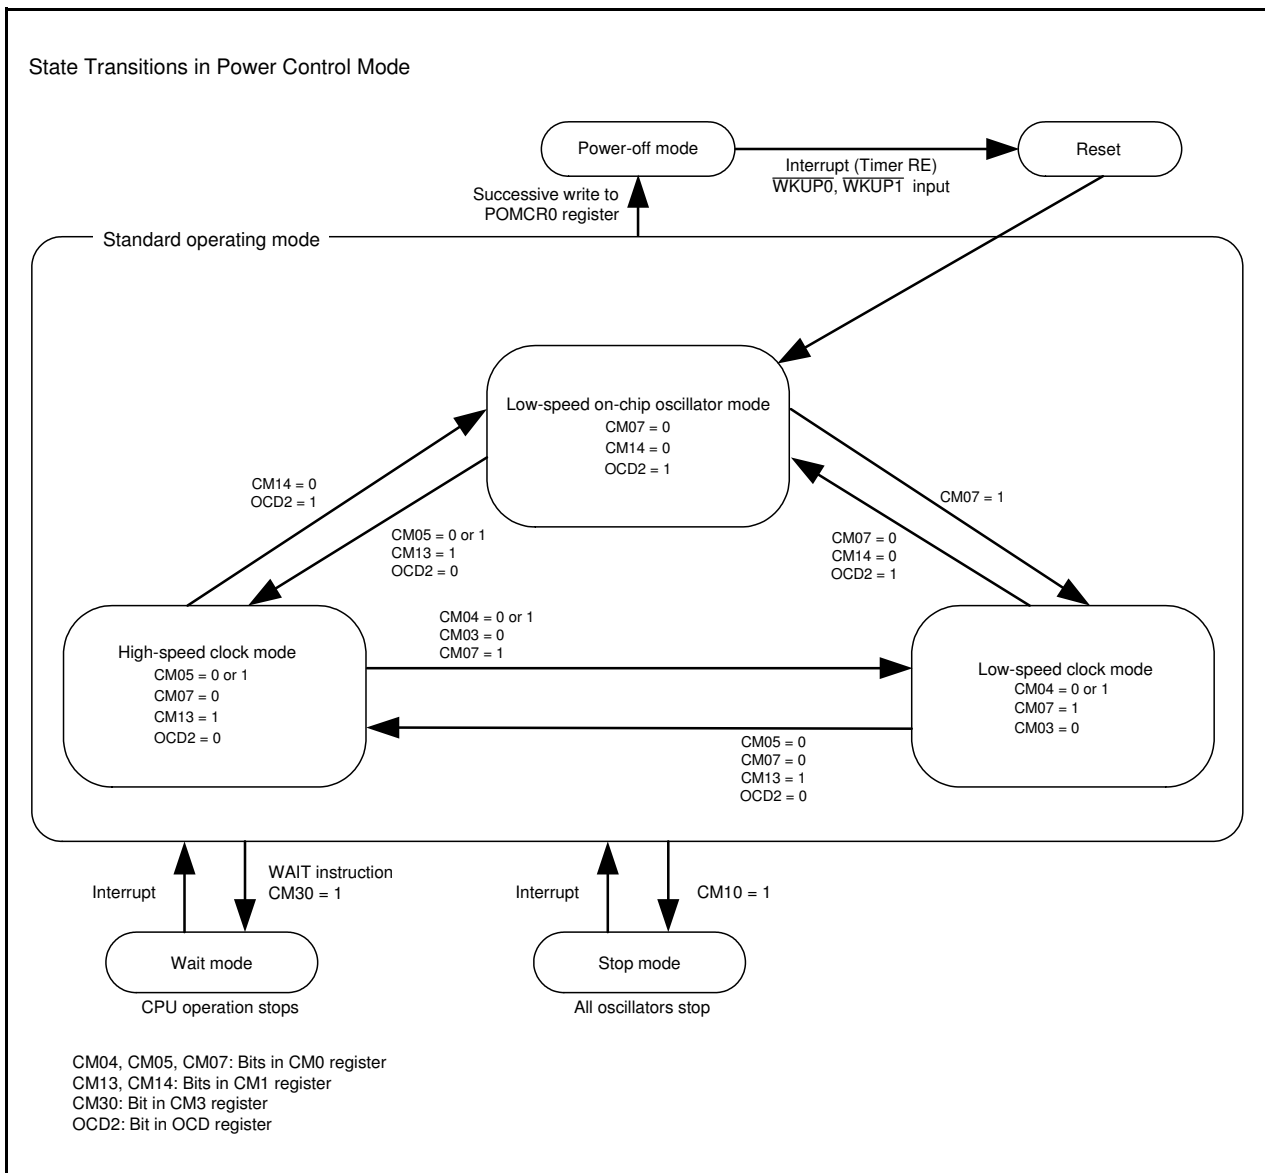 State Transitions in Power Control Mode
Power-off mode
Reset
Interrupt (Timer RE)
WKUP0, WKUP1 input
Successive write to
POMCR0 register
Standard operating mode
Low-speed on-chip oscillator mode
CM07 = 0
CM14 = 0
OCD2 = 1
CM14 = 0
OCD2 = 1
CM05 = 0 or 1
CM13 = 1
OCD2 = 0
CM07 = 1
CM07 = 0
CM14 = 0
OCD2 = 1
High-speed clock mode
CM05 = 0 or 1
CM07 = 0
CM13 = 1
OCD2 = 0
CM04 = 0 or 1
CM03 = 0
CM07 = 1
Low-speed clock mode
CM04 = 0 or 1
CM07 = 1
CM03 = 0
CM05 = 0
CM07 = 0
CM13 = 1
OCD2 = 0
Interrupt
WAIT instruction
CM30 = 1
Interrupt
CM10 = 1
Wait mode
CPU operation stops
Stop mode
All oscillators stop
CM04, CM05, CM07: Bits in CM0 register
CM13, CM14: Bits in CM1 register
CM30: Bit in CM3 register
OCD2: Bit in OCD register